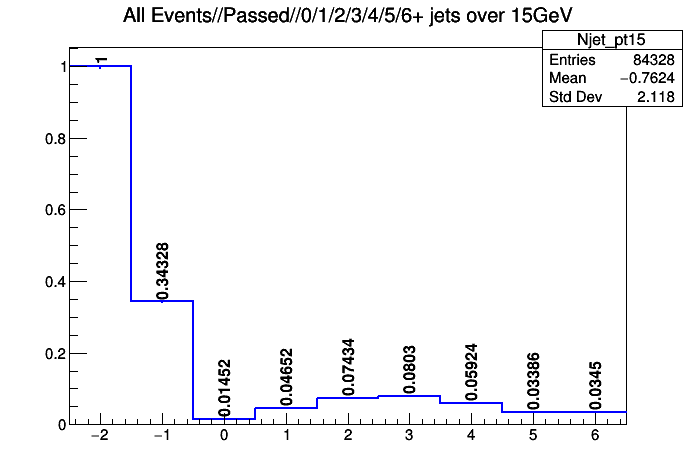 All Events//Passed//0/1/2/3/4/5/6+ jets over 15GeV
Njet_pt15
Entries 84328
Mean −0.7624
Std Dev 2.118
1
0.8
0.6
0.4
0.2
0
1
0.34328
0.01452
0.04652
0.07434
0.0803
0.05924
0.03386
0.0345
−2 −1 0 1 2 3 4 5 6